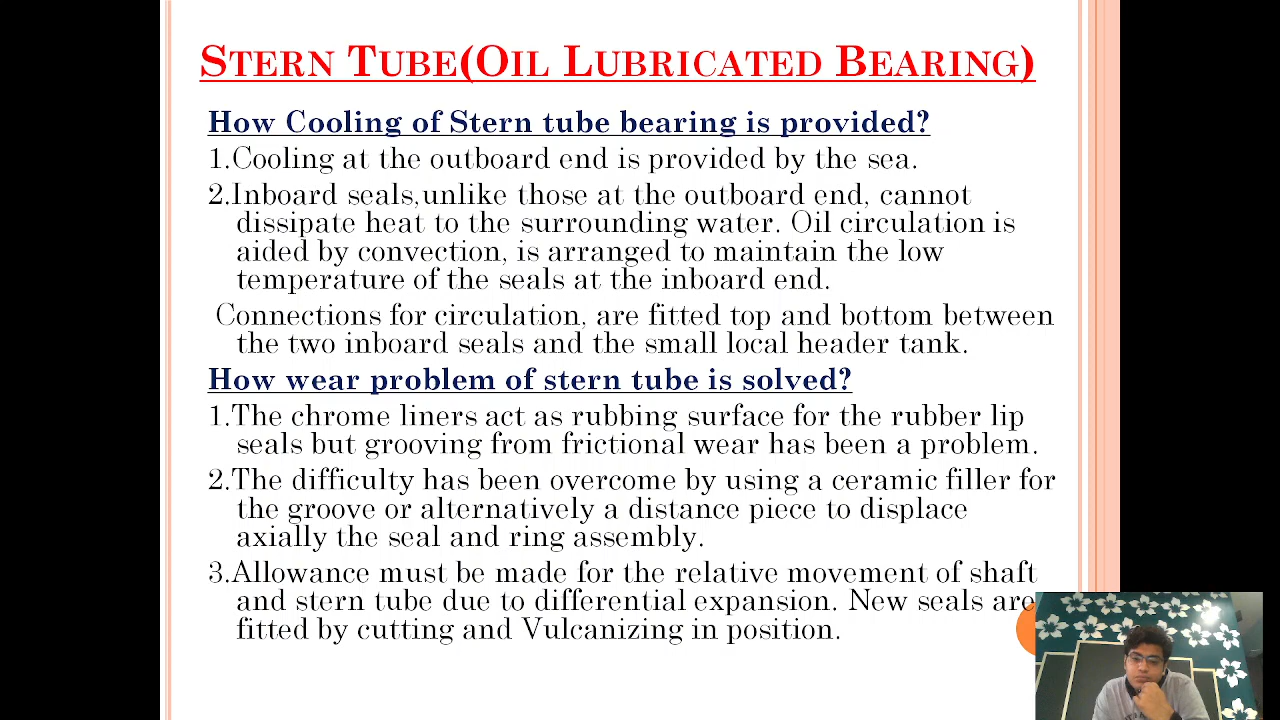 STERN TUBE(OIL LUBRICATED BEARING)
How Cooling of Stern tube bearing is provided?
1.Cooling at the outboard end is provided by the sea.
2.Inboard seals,unlike those at the outboard end, cannot
dissipate heat to the surrounding water. Oil circulation is
aided by convection, is arranged to maintain the low
temperature of the seals at the inboard end.
Connections for circulation, are fitted top and bottom between
the two inboard seals and the small local header tank.
How wear problem of stern tube is solved?
1.The chrome liners act as rubbing surface for the rubber lip
seals but grooving from frictional wear has been a problem.
2.The difficulty has been overcome by using a ceramic filler for
the groove or alternatively a distance piece to displace
axially the seal and ring assembly.
3.Allowance must be made for the relative movement of shaft
and stern tube due to differential expansion. New seals are
fitted by cutting and Vulcanizing in position.